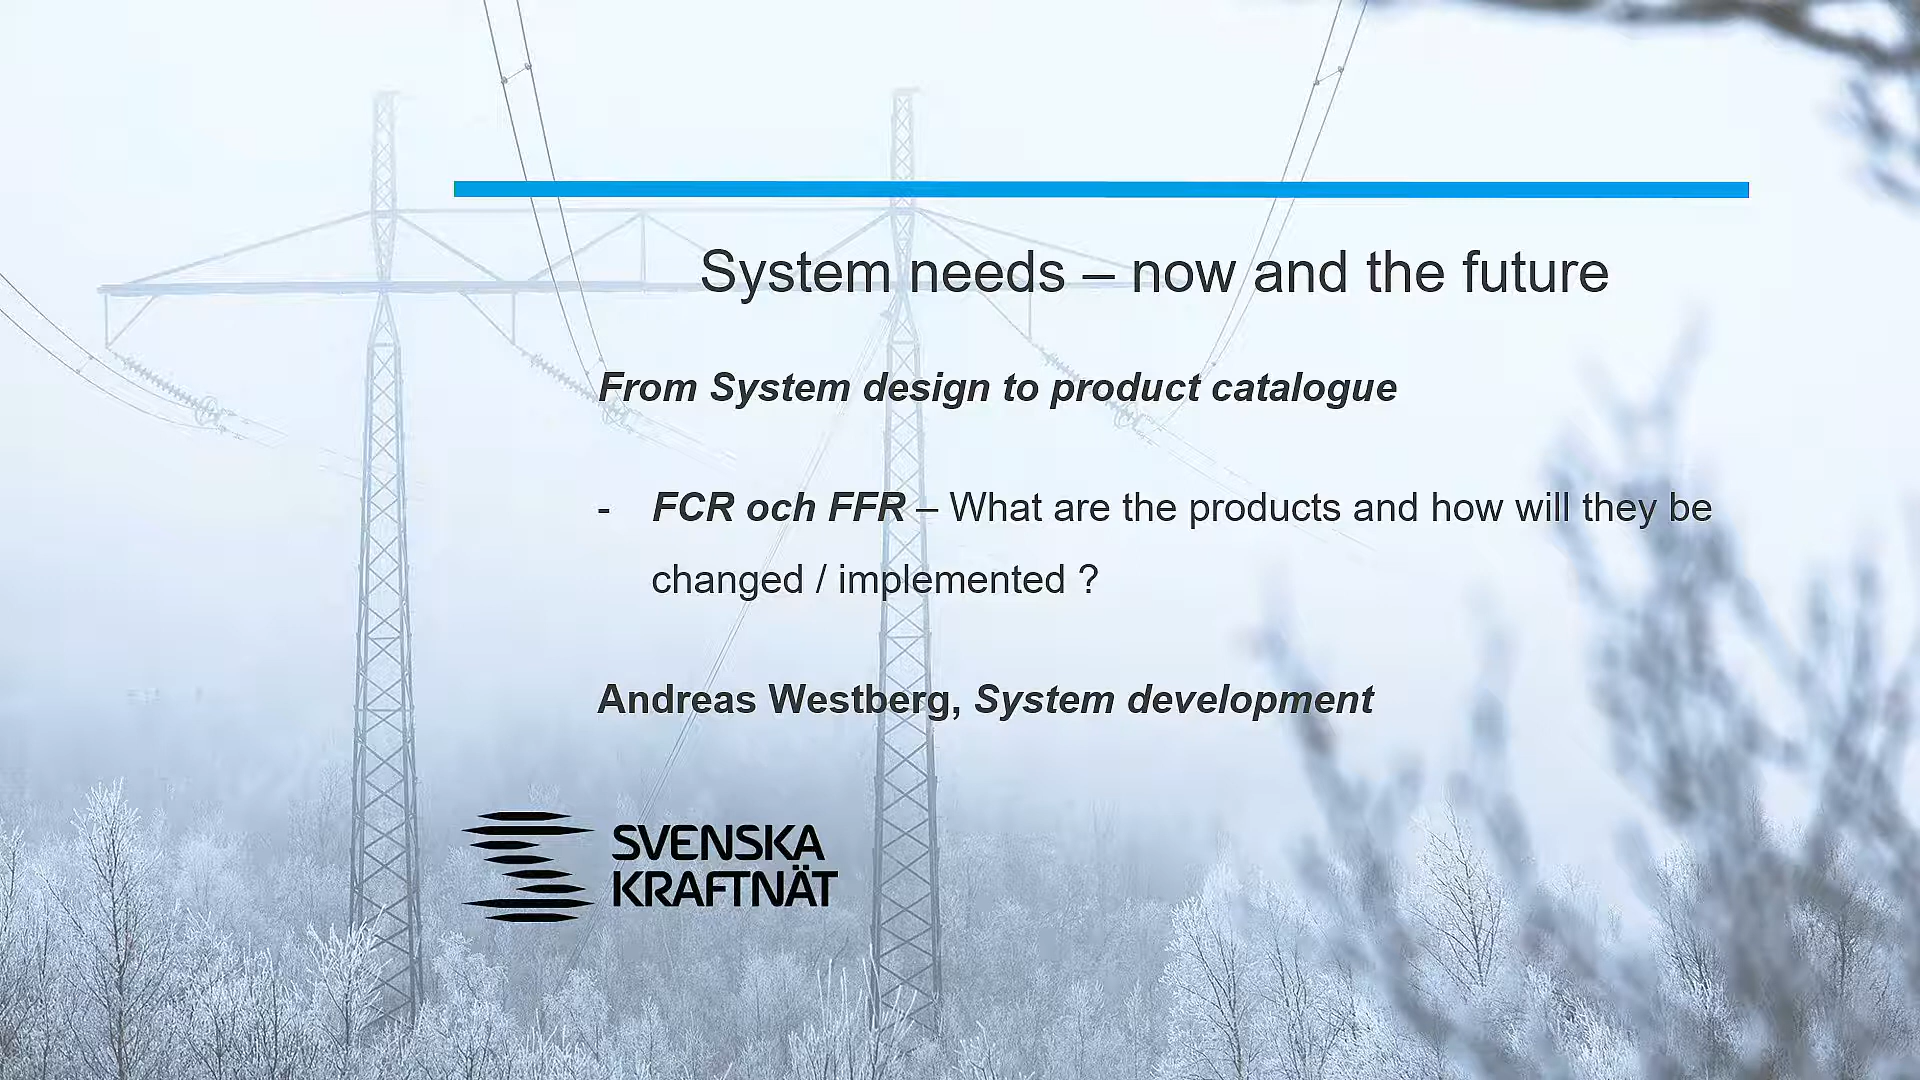 System needs – now and the future
From System design to product catalogue
- FCR och FFR – What are the products and how will they be
changed / implemented ?
Andreas Westberg, System development
SVENSKA
KRAFTNÄT